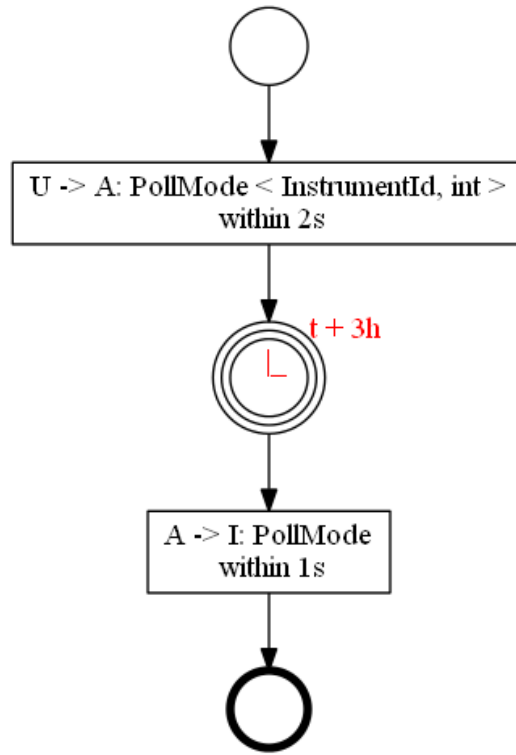 U -> A: PollMode < InstrumentId, int >
within 2s
t + 3h
A -> I: PollMode
within 1s